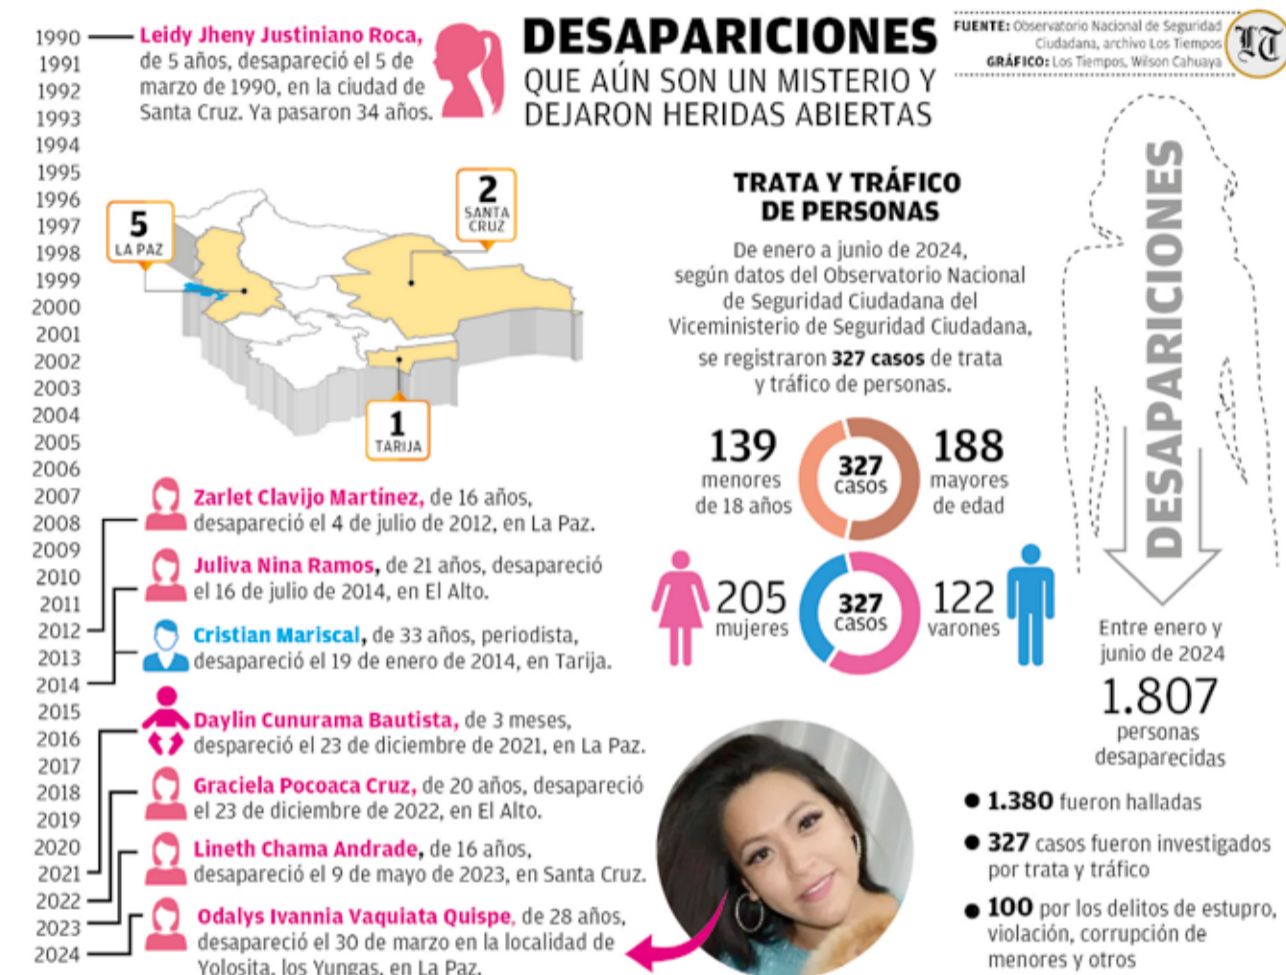 DESAPARICIONES
QUE AÚN SON UN MISTERIO Y
DEJARON HERIDAS ABIERTAS
FUENTE: Observatorio Nacional de Seguridad
Ciudadana, archivo Los Tiempos
GRÁFICO: Los Tiempos, Wilson Cahuaya
LT
1990
1991
1992
1993
1994
1995
1996
1997
1998
1999
2000
2001
2002
2003
2004
2005
2006
2007
2008
2009
2010
2011
2012
2013
2014
2015
2016
2017
2018
2019
2020
2021
2022
2023
2024
Leidy Jheny Justiniano Roca,
de 5 años, desapareció el 5 de
marzo de 1990, en la ciudad de
Santa Cruz. Ya pasaron 34 años.
5
LA PAZ
2
SANTA
CRUZ
1
TARIJA
Zarlet Clavijo Martínez, de 16 años,
desapareció el 4 de julio de 2012, en La Paz.
Juliva Nina Ramos, de 21 años, desapareció
el 16 de julio de 2014, en El Alto.
Cristian Mariscal, de 33 años, periodista,
desapareció el 19 de enero de 2014, en Tarija.
Daylin Cunurama Bautista, de 3 meses,
despareció el 23 de diciembre de 2021, en La Paz.
Graciela Pocoaca Cruz, de 20 años, desapareció
el 23 de diciembre de 2022, en El Alto.
Lineth Chama Andrade, de 16 años,
desapareció el 9 de mayo de 2023, en Santa Cruz.
Odalys Ivannia Vaquiata Quispe, de 28 años,
desapareció el 30 de marzo en la localidad de
Yolosita, los Yungas, en La Paz.
TRATA Y TRÁFICO
DE PERSONAS
De enero a junio de 2024,
según datos del Observatorio Nacional
de Seguridad Ciudadana del
Viceministerio de Seguridad Ciudadana,
se registraron 327 casos de trata
y tráfico de personas.
139
menores
de 18 años
327
casos
188
mayores
de edad
205
mujeres
327
casos
122
varones
DESAPARICIONES
Entre enero y
junio de 2024
1.807
personas
desaparecidas
● 1.380 fueron halladas
● 327 casos fueron investigados
por trata y tráfico
● 100 por los delitos de estupro,
violación, corrupción de
menores y otros